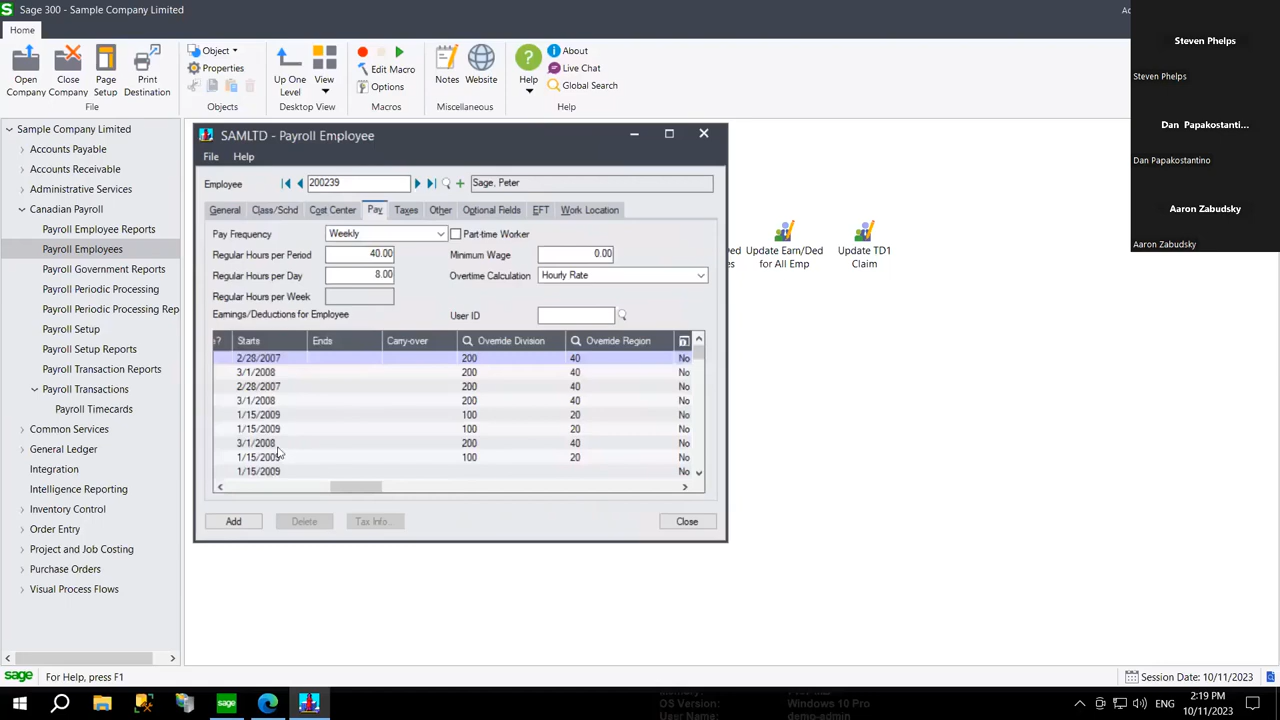 Sage 300 - Sample Company Limited
Home
Open Company
Close Company
Page Setup
Print Destination
File
Object
Properties
Objects
Up One Level
View
Desktop View
Edit Macro
Options
Macros
Notes
Website
Miscellaneous
Help
About
Live Chat
Global Search
Help
Steven Phelps
Steven Phelps
Dan Papakostanti...
Dan Papakostantino
Aaron Zabudsky
Aaron Zabudsky
Sample Company Limited
Accounts Payable
Accounts Receivable
Administrative Services
Canadian Payroll
Payroll Employee Reports
Payroll Employees
Payroll Government Reports
Payroll Periodic Processing
Payroll Periodic Processing Rep
Payroll Setup
Payroll Setup Reports
Payroll Transaction Reports
Payroll Transactions
Payroll Timecards
Common Services
General Ledger
Integration
Intelligence Reporting
Inventory Control
Order Entry
Project and Job Costing
Purchase Orders
Visual Process Flows
SAMLTD - Payroll Employee
File Help
Employee 200239 Sage, Peter
General Class/Schd Cost Center Pay Taxes Other Optional Fields EFT Work Location
Pay Frequency Weekly Part-time Worker
Regular Hours per Period 40.00 Minimum Wage 0.00
Regular Hours per Day 8.00 Overtime Calculation Hourly Rate
Regular Hours per Week
Earnings/Deductions for Employee User ID
Starts Ends Carry-over Override Division Override Region
2/28/2007 200 40 No
3/1/2008 200 40 No
2/28/2007 200 40 No
3/1/2008 200 40 No
1/15/2009 100 20 No
1/15/2009 100 20 No
3/1/2008 200 40 No
1/15/2009 100 20 No
1/15/2009 No
Add Delete Tax Info... Close
Update Earn/Ded for All Emp
Update TD1 Claim
sage For Help, press F1
Session Date: 10/11/2023
sage
Windows 10 Pro
User Name: demo-admin
ENG
2:19 PM
10/11/2023